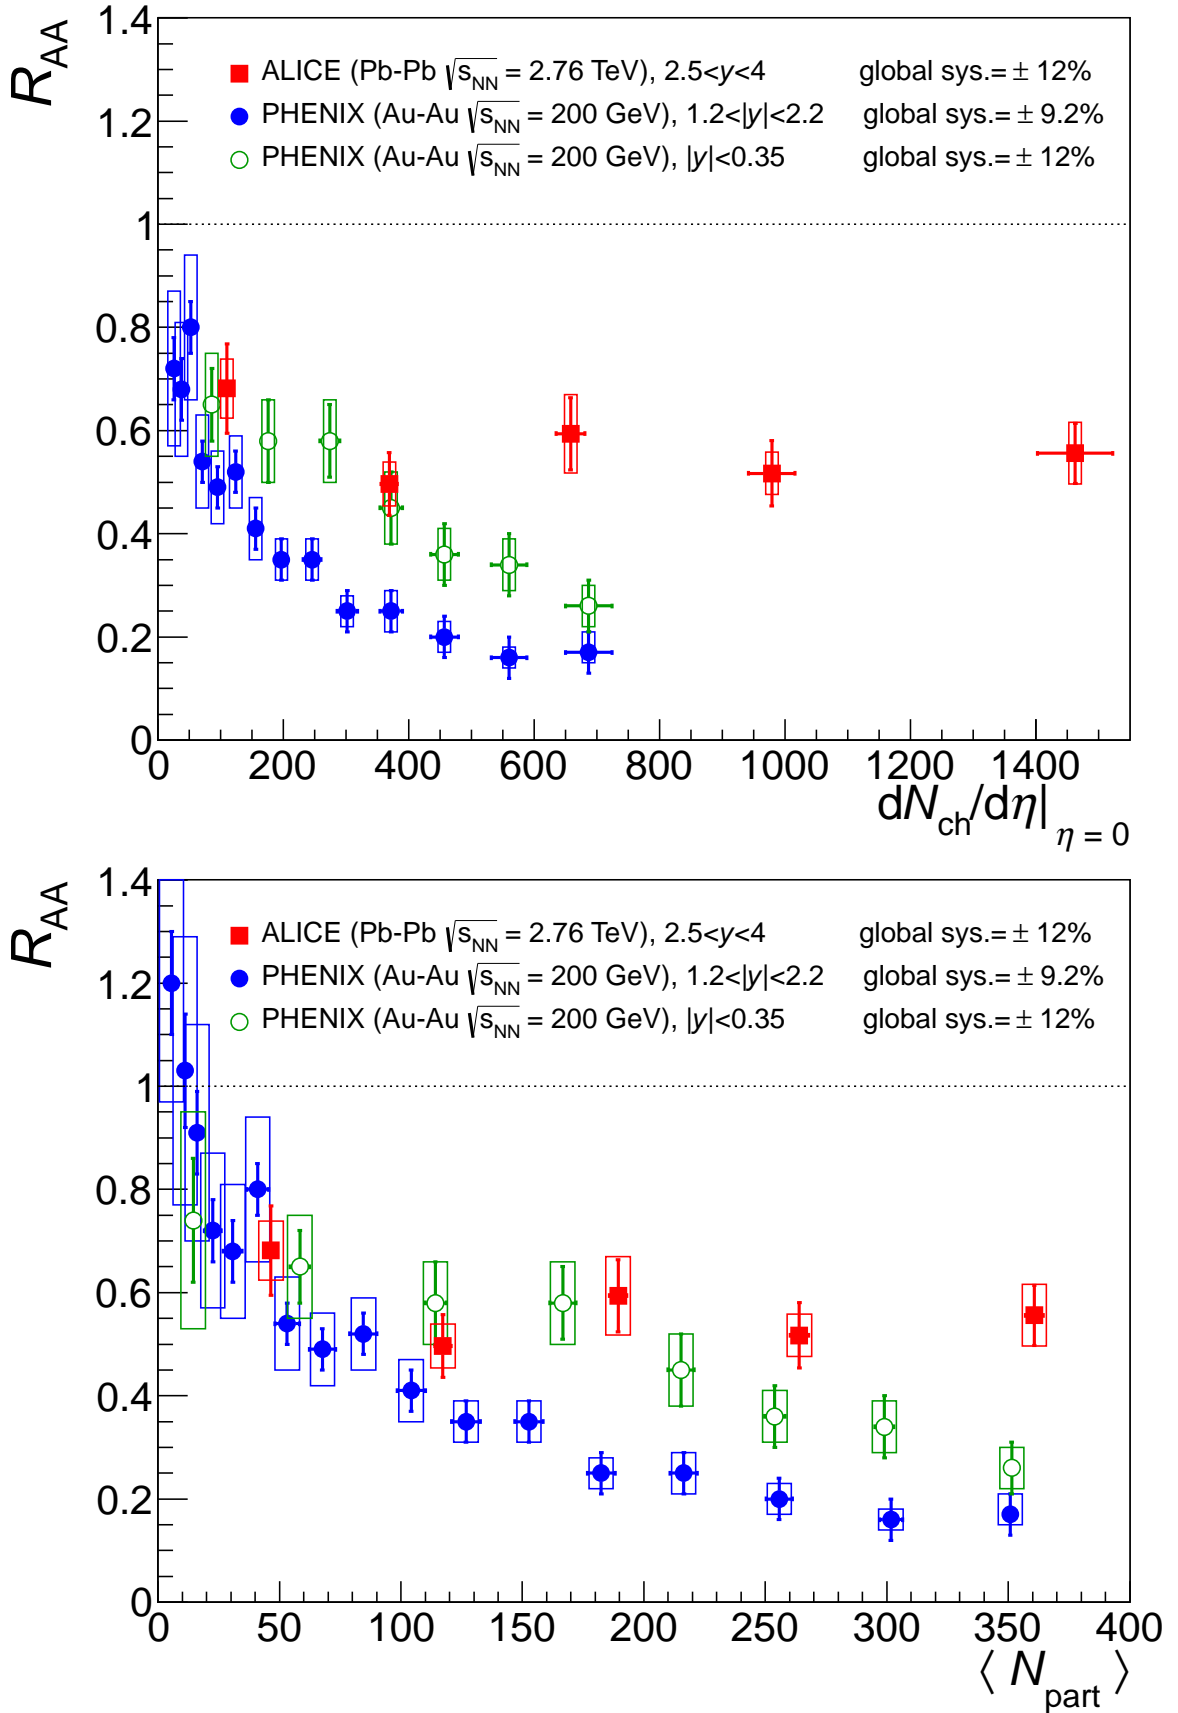 R_AA
1.4
ALICE (Pb-Pb √s_NN = 2.76 TeV), 2.5<y<4 global sys.= ± 12%
1.2
PHENIX (Au-Au √s_NN = 200 GeV), 1.2<|y|<2.2 global sys.= ± 9.2%
PHENIX (Au-Au √s_NN = 200 GeV), |y|<0.35 global sys.= ± 12%
1
0.8
0.6
0.4
0.2
0
0 200 400 600 800 1000 1200 1400
dN_ch/dη|_η = 0
R_AA
1.4
ALICE (Pb-Pb √s_NN = 2.76 TeV), 2.5<y<4 global sys.= ± 12%
1.2
PHENIX (Au-Au √s_NN = 200 GeV), 1.2<|y|<2.2 global sys.= ± 9.2%
PHENIX (Au-Au √s_NN = 200 GeV), |y|<0.35 global sys.= ± 12%
1
0.8
0.6
0.4
0.2
0
0 50 100 150 200 250 300 350 400
⟨ N_part ⟩